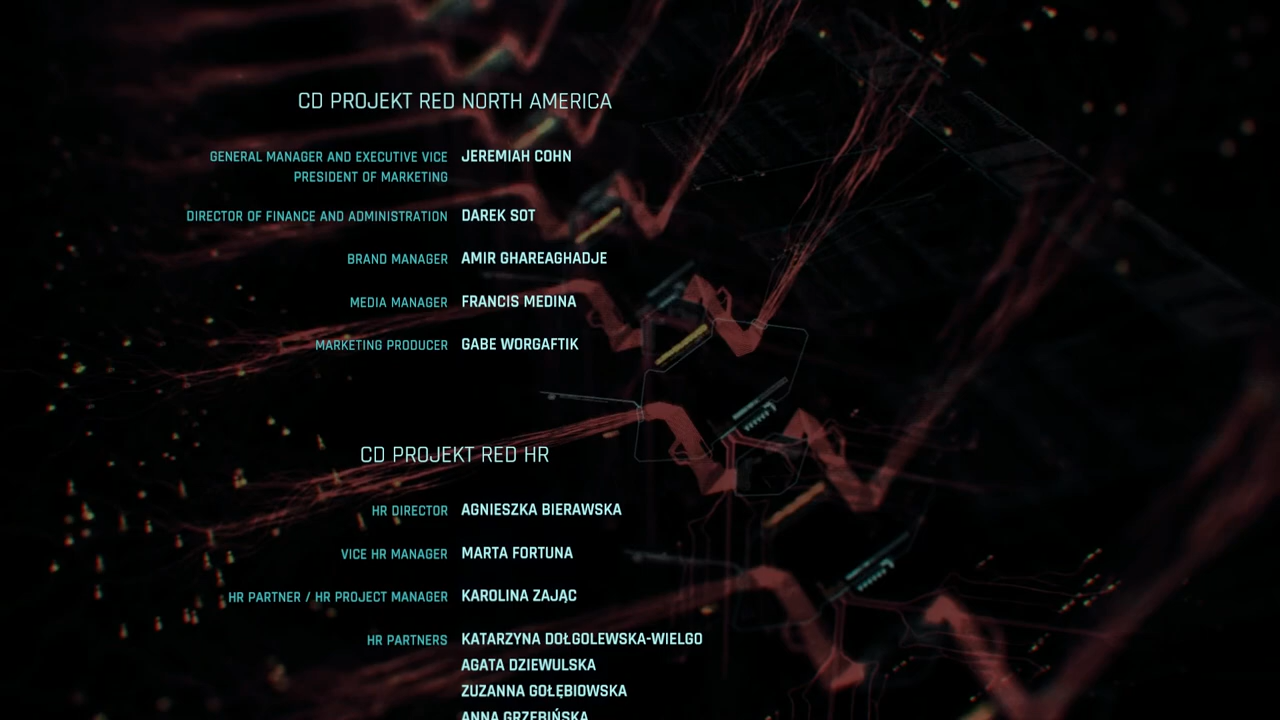 CD PROJEKT RED NORTH AMERICA
GENERAL MANAGER AND EXECUTIVE VICE JEREMIAH COHN
PRESIDENT OF MARKETING
DIRECTOR OF FINANCE AND ADMINISTRATION DAREK SOT
BRAND MANAGER AMIR GHAREAGHADJE
MEDIA MANAGER FRANCIS MEDINA
MARKETING PRODUCER GABE WORGAFTIK
CD PROJEKT RED HR
HR DIRECTOR AGNIESZKA BIERAWSKA
VICE HR MANAGER MARTA FORTUNA
HR PARTNER / HR PROJECT MANAGER KAROLINA ZAJĄC
HR PARTNERS KATARZYNA DOŁGOLEWSKA-WIELGO
AGATA DZIEWULSKA
ZUZANNA GOŁĘBIOWSKA
ANNA GRZEBIŃSKA